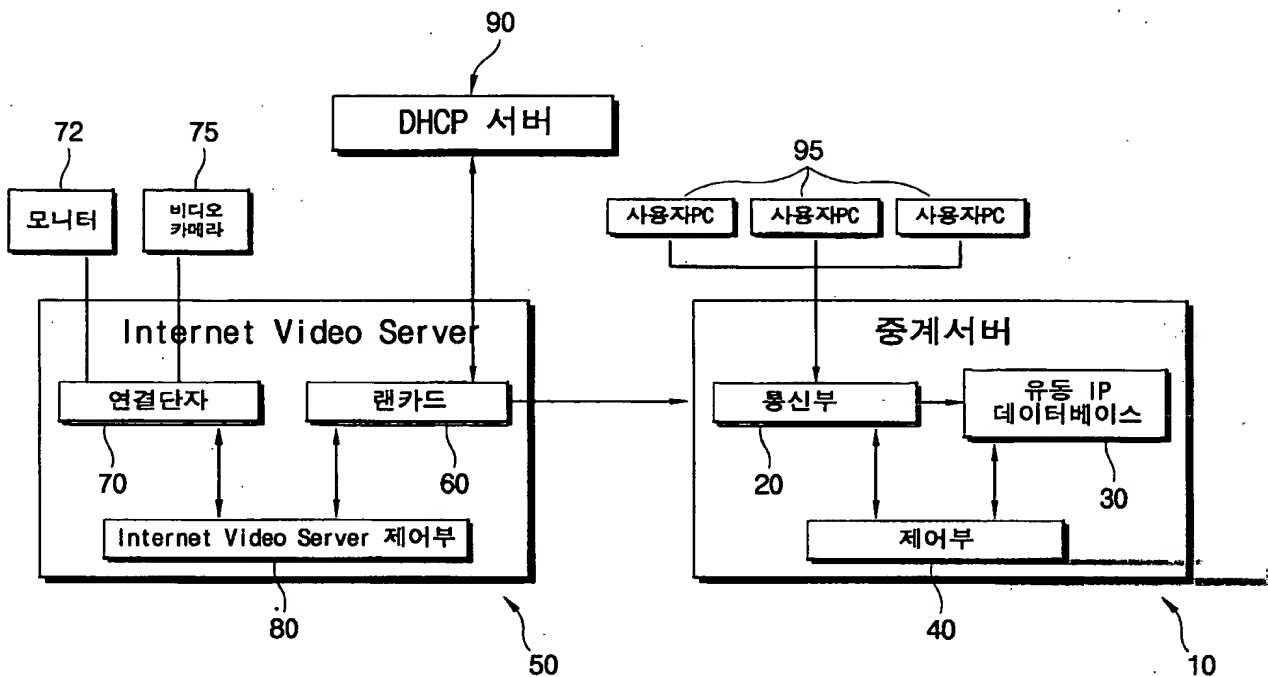 90
DHCP 서버
72
75
95
모니터
비디오
카메라
사용자PC
사용자PC
사용자PC
Internet Video Server
중계서버
연결단자
랜카드
통신부
유동 IP
데이터베이스
70
60
20
30
Internet Video Server 제어부
제어부
80
50
40
10